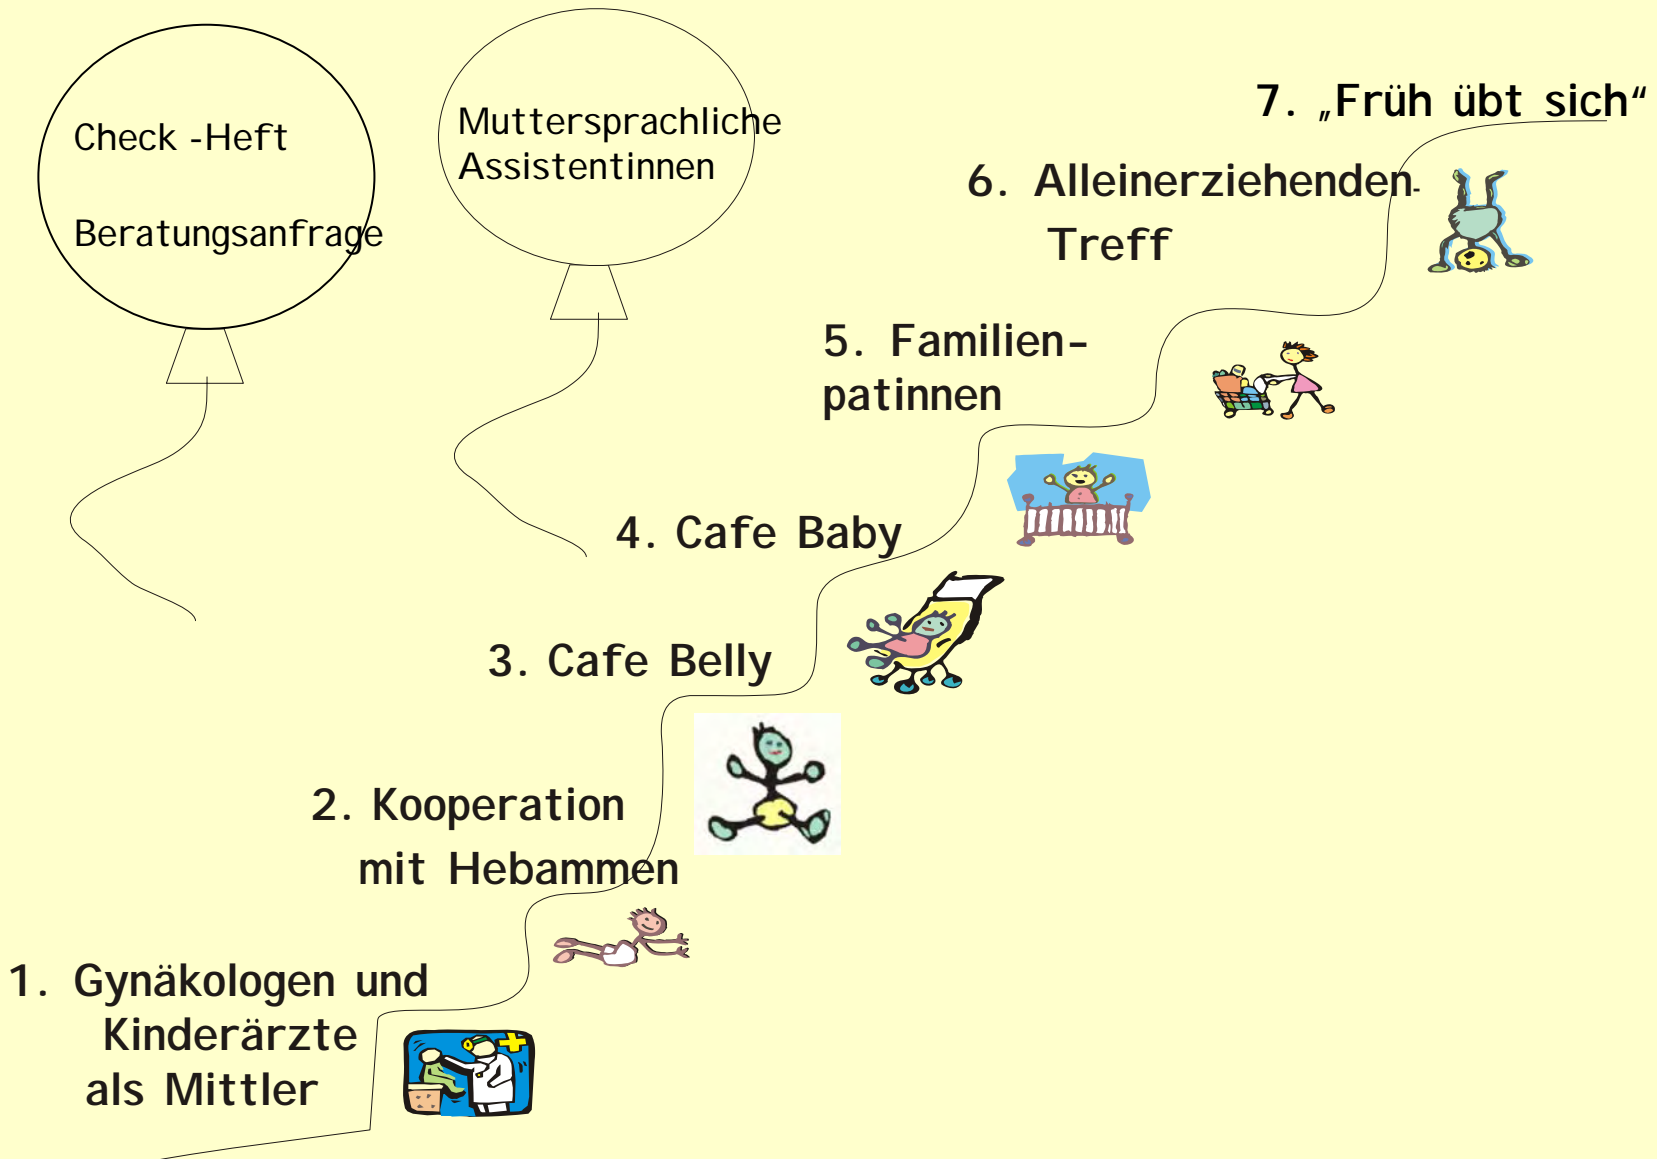 Check -Heft
Beratungsanfrage
Muttersprachliche
Assistentinnen
7. „Früh übt sich“
6. Alleinerziehenden-
Treff
5. Familien-
patinnen
4. Cafe Baby
3. Cafe Belly
2. Kooperation
mit Hebammen
1. Gynäkologen und
Kinderärzte
als Mittler